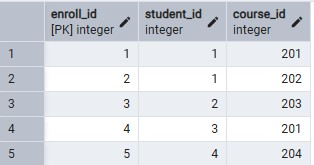 enroll_id student_id course_id
[PK] integer integer integer
1 1 1 201
2 2 1 202
3 3 2 203
4 4 3 201
5 5 4 204